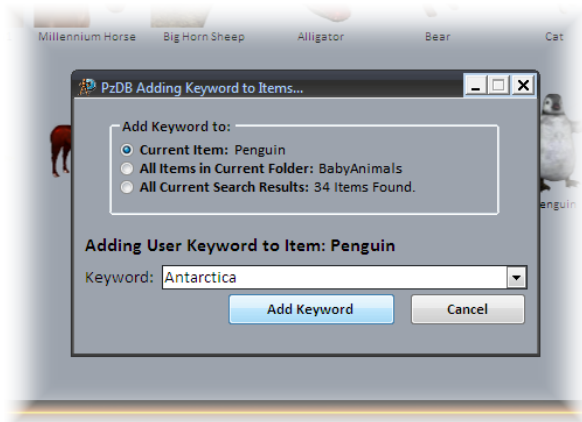 Millennium Horse Big Horn Sheep Alligator Bear Cat
PzDB Adding Keyword to Items...
Add Keyword to:
Current Item: Penguin
All Items in Current Folder: BabyAnimals
All Current Search Results: 34 Items Found.
enguin
Adding User Keyword to Item: Penguin
Keyword: Antarctica
Add Keyword Cancel